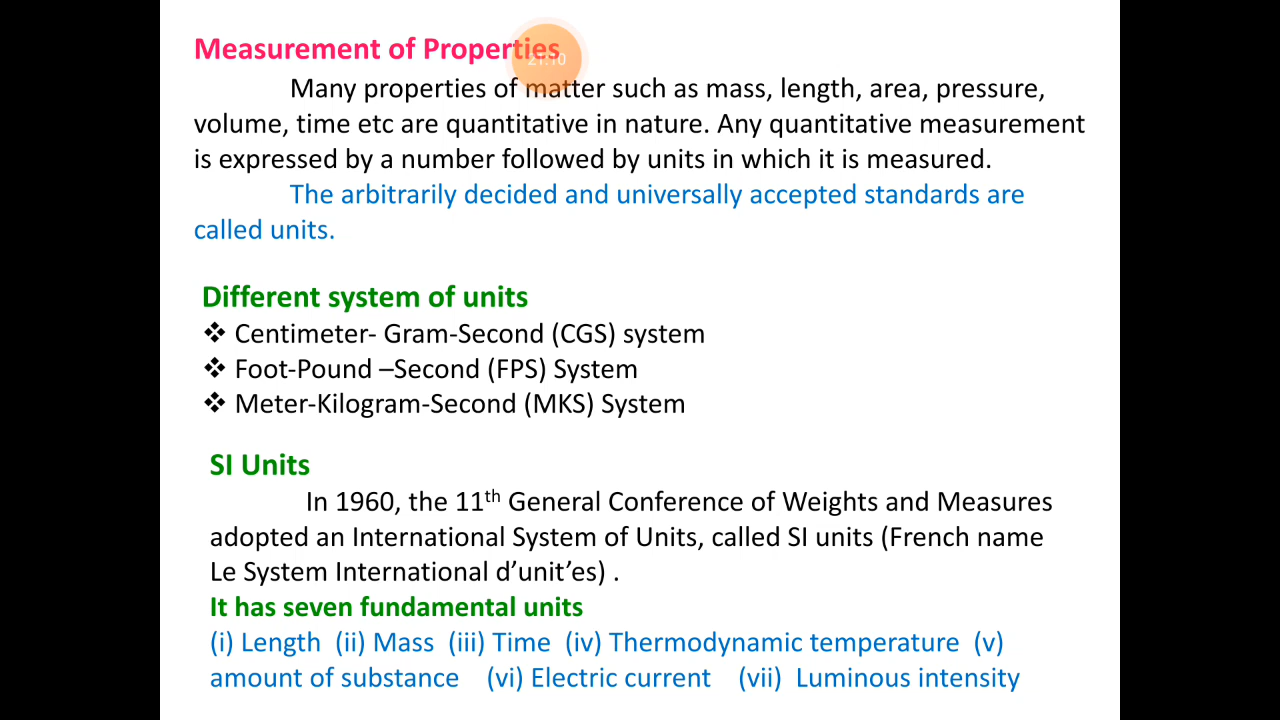 Measurement of Properties
21:10
Many properties of matter such as mass, length, area, pressure,
volume, time etc are quantitative in nature. Any quantitative measurement
is expressed by a number followed by units in which it is measured.
The arbitrarily decided and universally accepted standards are
called units.
Different system of units
❖ Centimeter- Gram-Second (CGS) system
❖ Foot-Pound –Second (FPS) System
❖ Meter-Kilogram-Second (MKS) System
SI Units
In 1960, the 11th General Conference of Weights and Measures
adopted an International System of Units, called SI units (French name
Le System International d’unit’es) .
It has seven fundamental units
(i) Length (ii) Mass (iii) Time (iv) Thermodynamic temperature (v)
amount of substance (vi) Electric current (vii) Luminous intensity